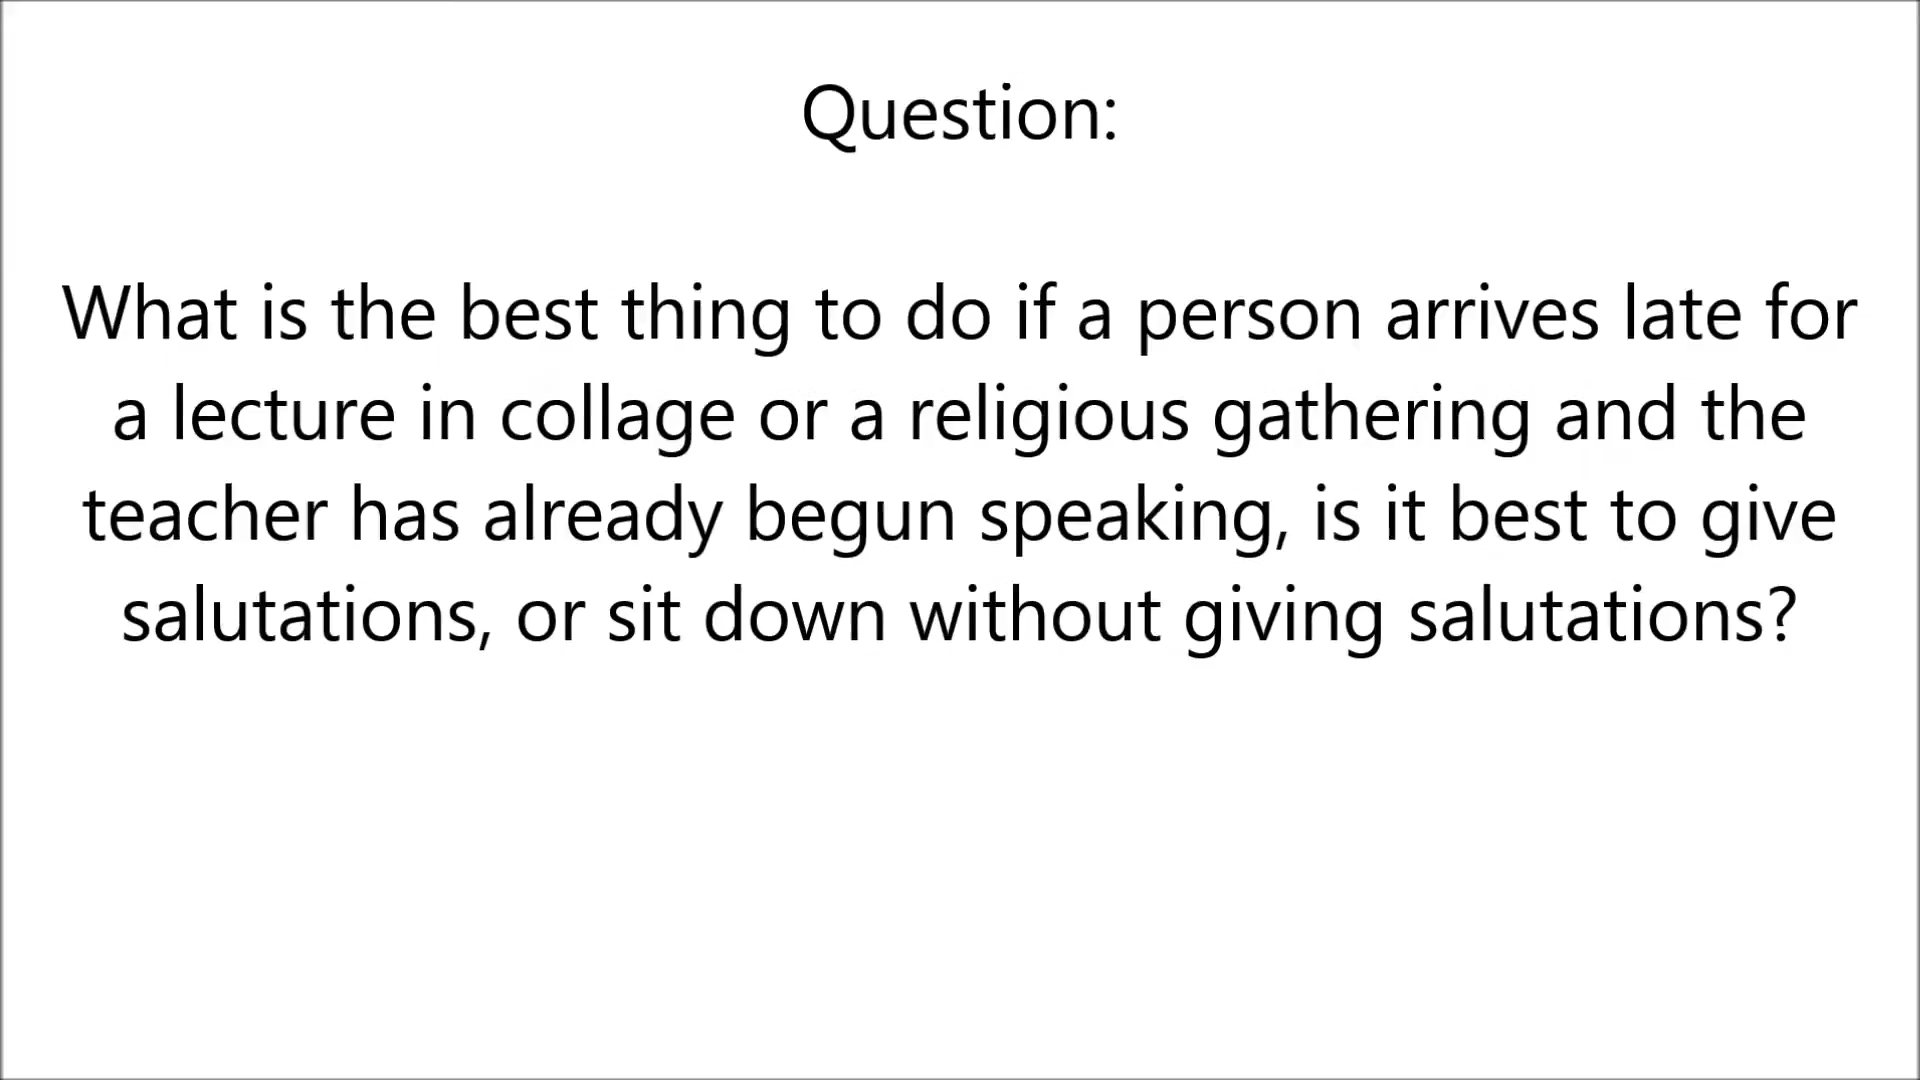 Question:
What is the best thing to do if a person arrives late for
a lecture in collage or a religious gathering and the
teacher has already begun speaking, is it best to give
salutations, or sit down without giving salutations?